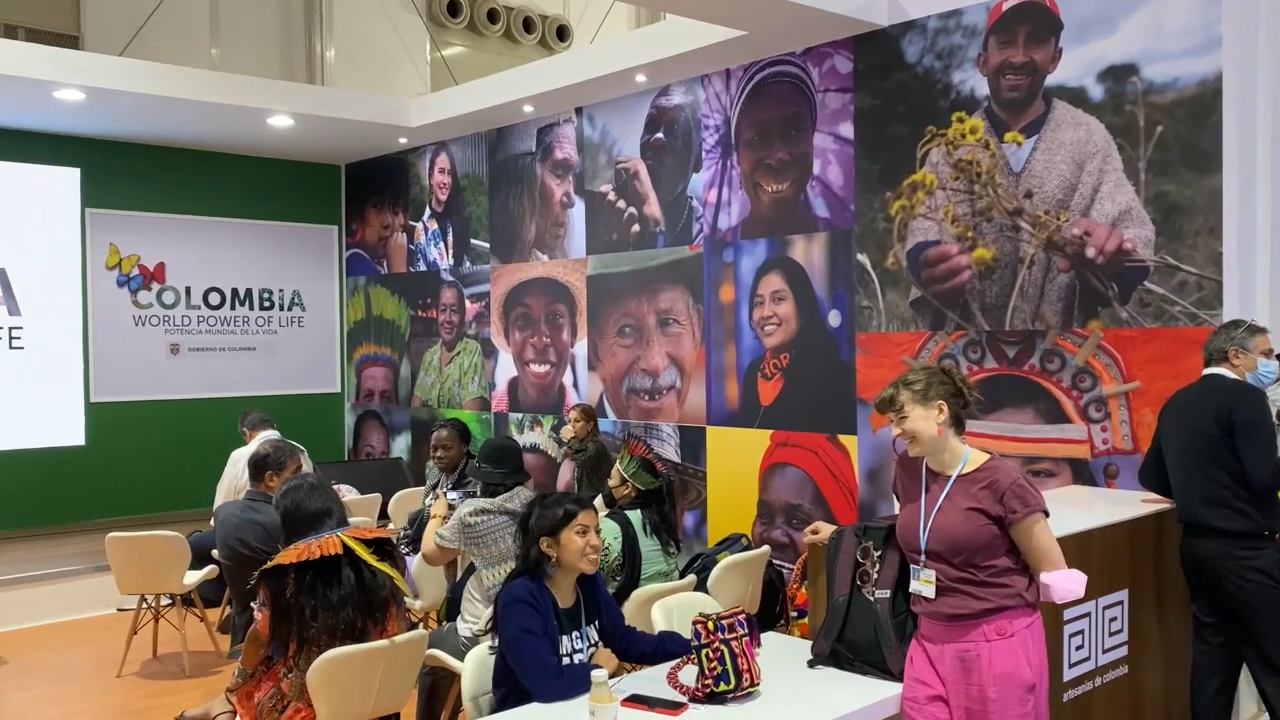 A
FE
COLOMBIA
WORLD POWER OF LIFE
POTENCIA MUNDIAL DE LA VIDA
GOBIERNO DE COLOMBIA
artesanías de colombia